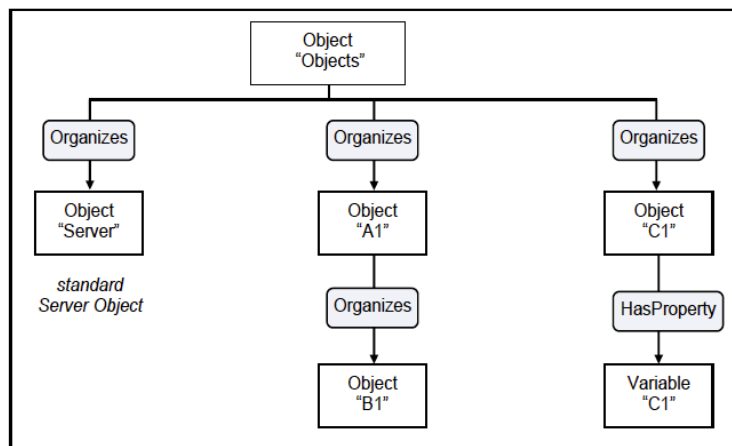 Object
“Objects”
Organizes
Organizes
Organizes
Object
“Server”
Object
“A1”
Object
“C1”
standard
Server Object
Organizes
HasProperty
Object
“B1”
Variable
“C1”